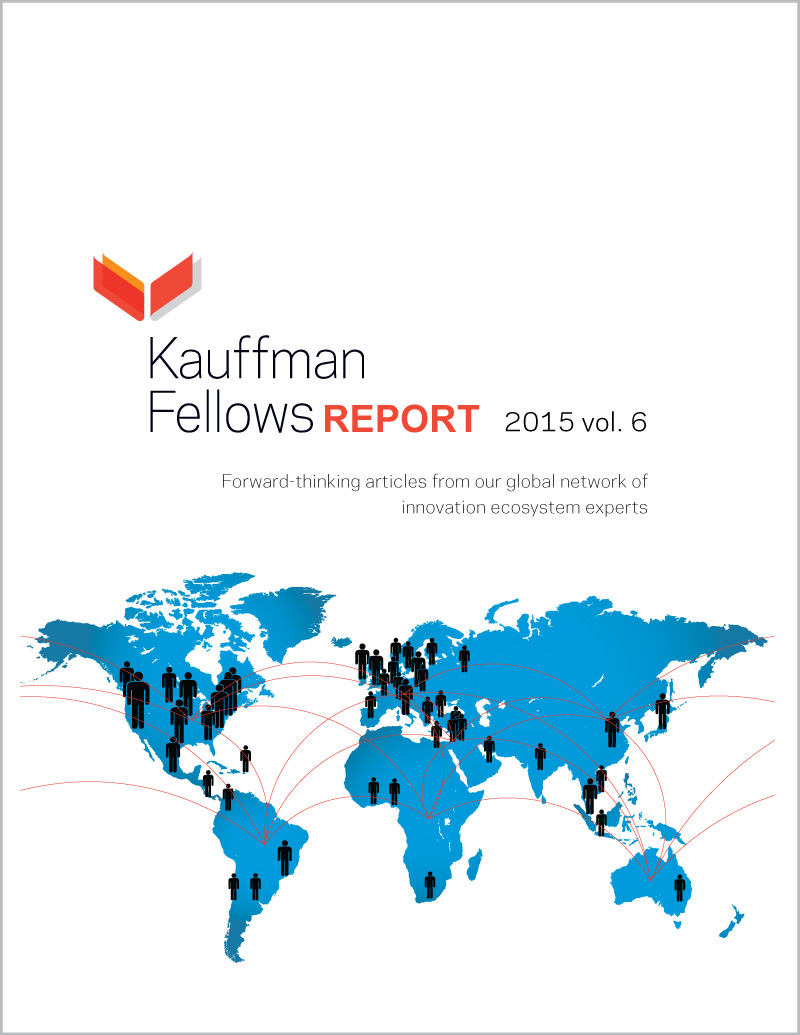 Kauffman
Fellows REPORT 2015 vol. 6
Forward-thinking articles from our global network of
innovation ecosystem experts